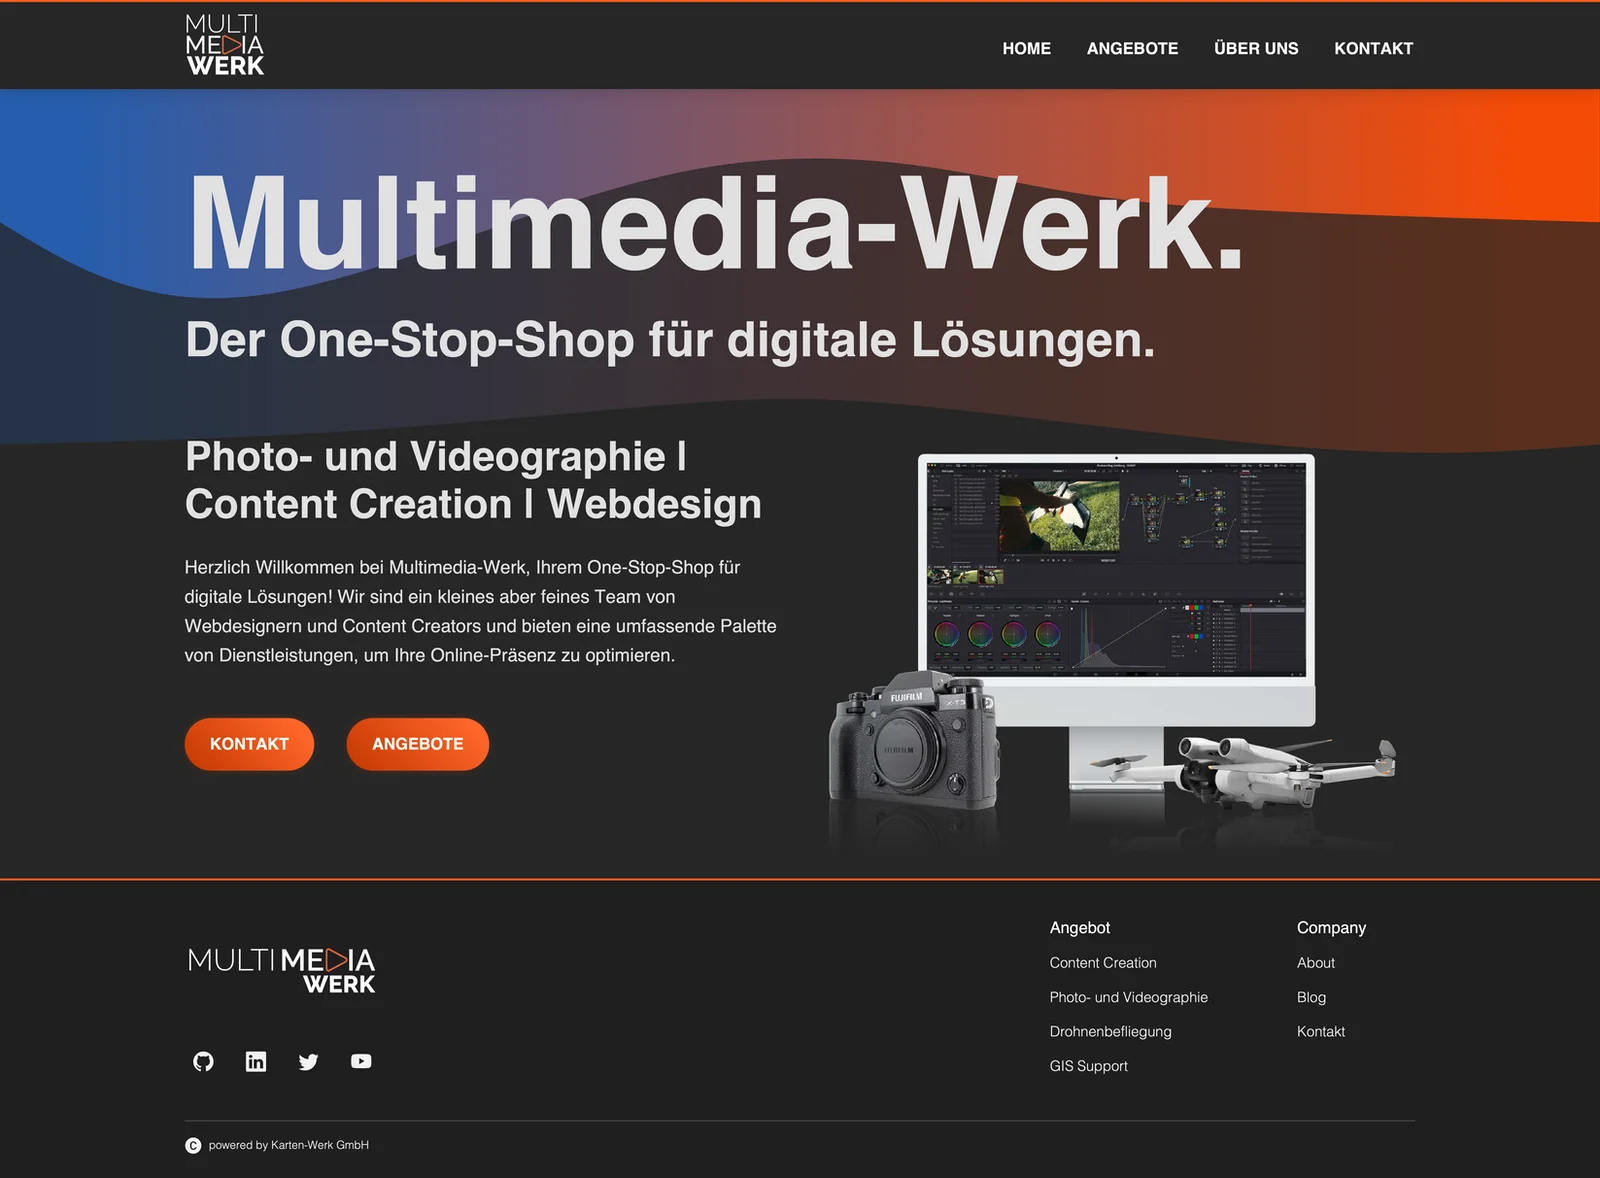 MULTI
MEDIA
WERK
HOME ANGEBOTE ÜBER UNS KONTAKT
Multimedia-Werk.
Der One-Stop-Shop für digitale Lösungen.
Photo- und Videographie |
Content Creation | Webdesign
Herzlich Willkommen bei Multimedia-Werk, Ihrem One-Stop-Shop für
digitale Lösungen! Wir sind ein kleines aber feines Team von
Webdesignern und Content Creators und bieten eine umfassende Palette
von Dienstleistungen, um Ihre Online-Präsenz zu optimieren.
KONTAKT ANGEBOTE
FUJIFILM
X-T3
FUJIFILM
MULTIMEDIA
WERK
Angebot
Content Creation
Photo- und Videographie
Drohnenbefliegung
GIS Support
Company
About
Blog
Kontakt
C powered by Karten-Werk GmbH